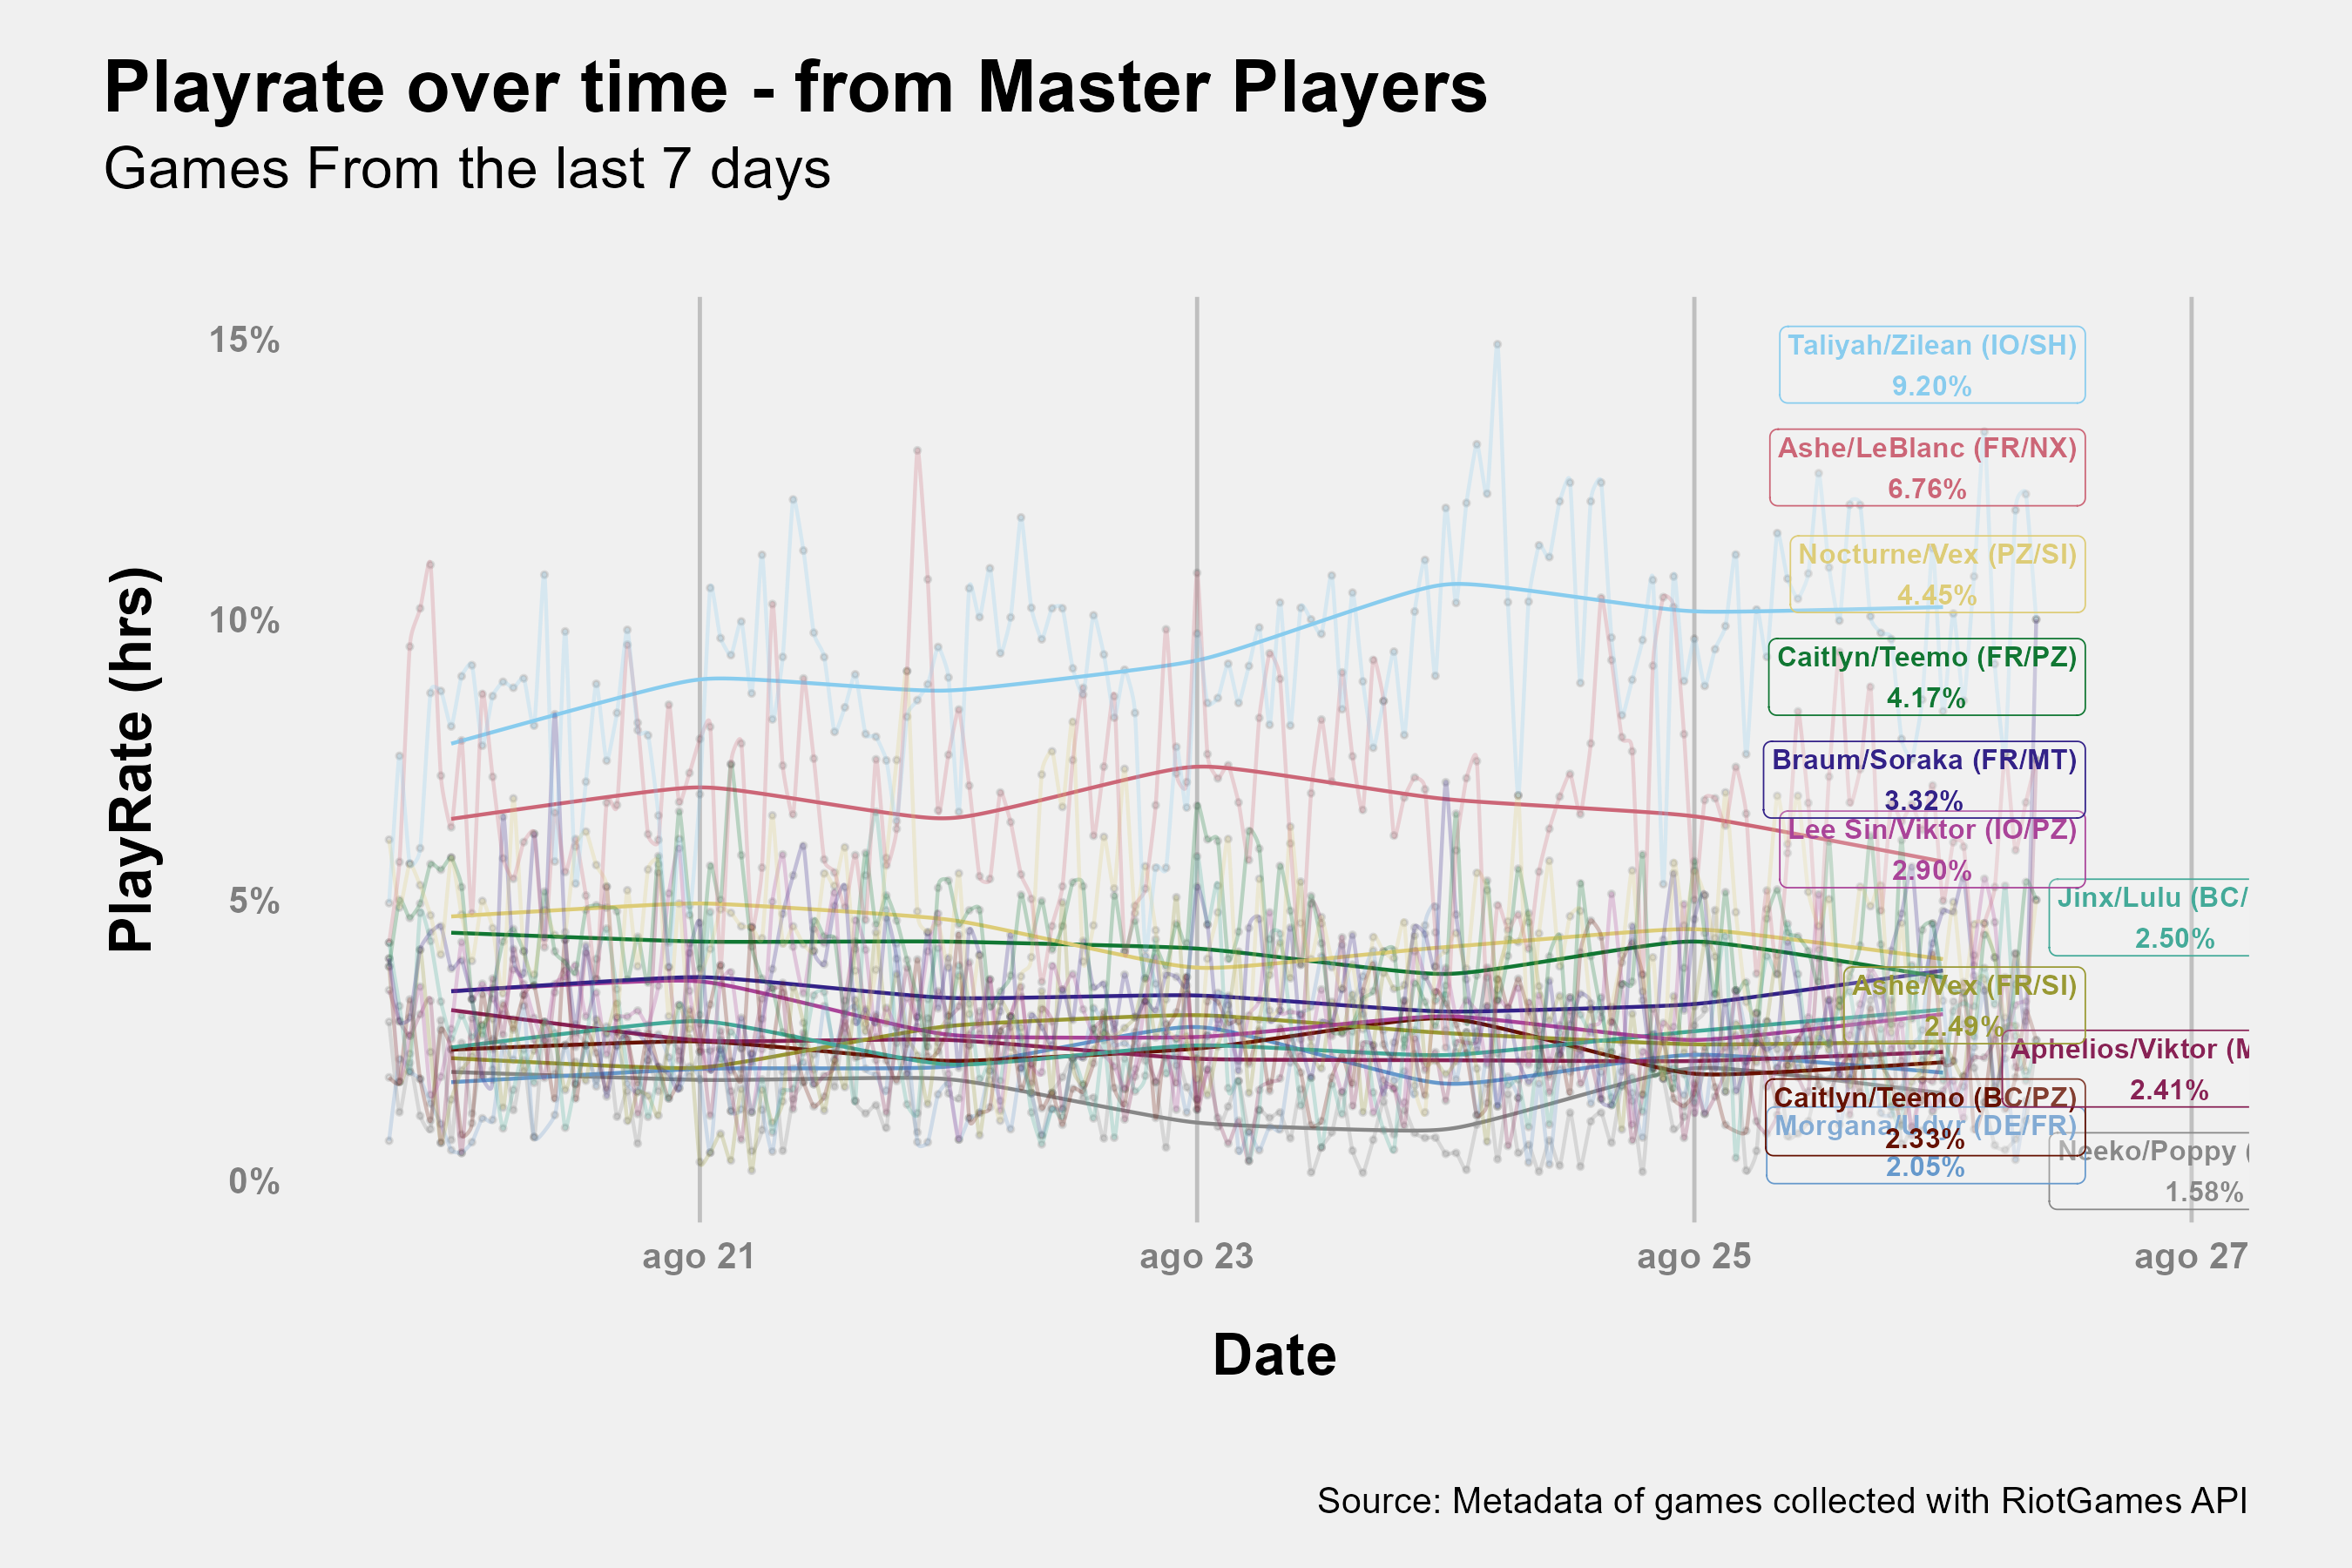 Playrate over time - from Master Players
Games From the last 7 days
PlayRate (hrs)
15%
10%
5%
0%
Taliyah/Zilean (IO/SH)
9.20%
Ashe/LeBlanc (FR/NX)
6.76%
Nocturne/Vex (PZ/SI)
4.45%
Caitlyn/Teemo (FR/PZ)
4.17%
Braum/Soraka (FR/MT)
3.32%
Lee Sin/Viktor (IO/PZ)
2.90%
Jinx/Lulu (BC/
2.50%
Ashe/Vex (FR/SI)
2.49%
Aphelios/Viktor (M
2.41%
Caitlyn/Teemo (BC/PZ)
2.33%
Morgana/Udyr (DE/FR)
2.05%
Neeko/Poppy (
1.58%
ago 21
ago 23
ago 25
ago 27
Date
Source: Metadata of games collected with RiotGames API